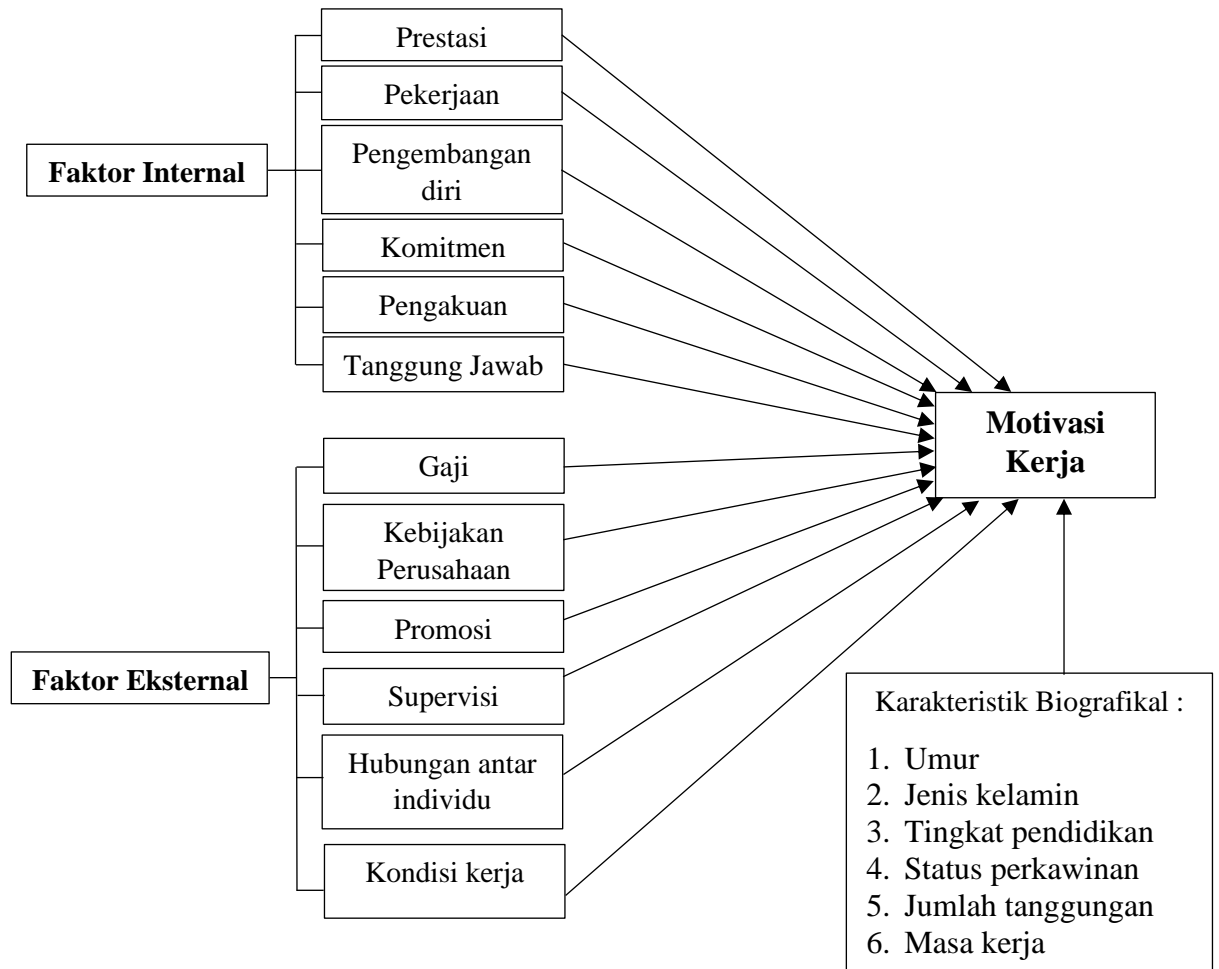 Faktor Internal
Prestasi
Pekerjaan
Pengembangan
diri
Komitmen
Pengakuan
Tanggung Jawab
Faktor Eksternal
Gaji
Kebijakan
Perusahaan
Promosi
Supervisi
Hubungan antar
individu
Kondisi kerja
Motivasi
Kerja
Karakteristik Biografikal :
1. Umur
2. Jenis kelamin
3. Tingkat pendidikan
4. Status perkawinan
5. Jumlah tanggungan
6. Masa kerja